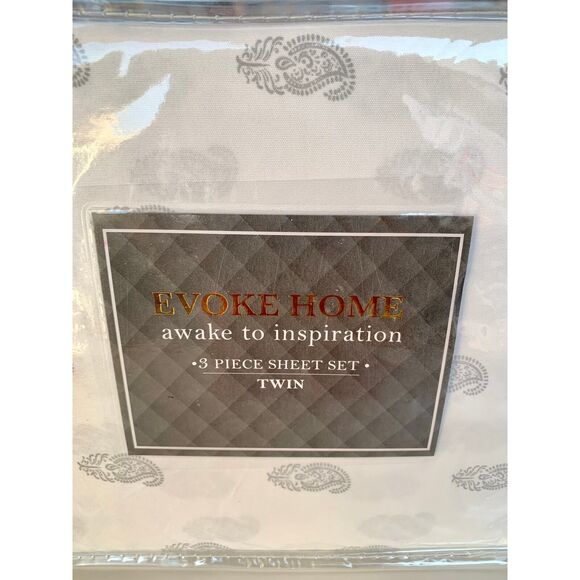 EVOKE HOME
awake to inspiration
•3 PIECE SHEET SET•
TWIN